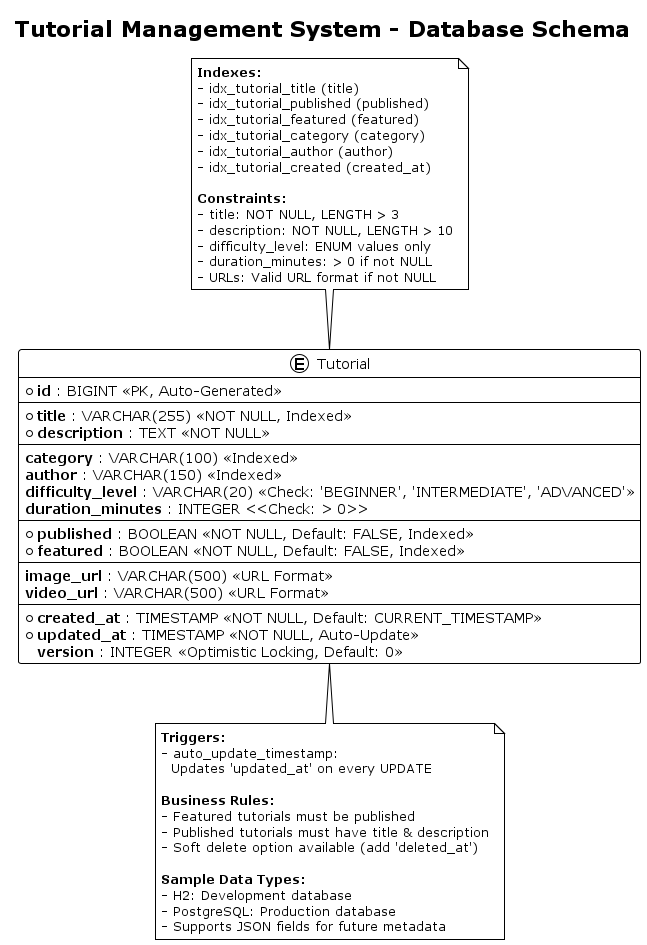 Tutorial Management System - Database Schema
Indexes:
- idx_tutorial_title (title)
- idx_tutorial_published (published)
- idx_tutorial_featured (featured)
- idx_tutorial_category (category)
- idx_tutorial_author (author)
- idx_tutorial_created (created_at)
Constraints:
- title: NOT NULL, LENGTH > 3
- description: NOT NULL, LENGTH > 10
- difficulty_level: ENUM values only
- duration_minutes: > 0 if not NULL
- URLs: Valid URL format if not NULL
E Tutorial
id : BIGINT «PK, Auto-Generated»
title : VARCHAR(255) «NOT NULL, Indexed»
description : TEXT «NOT NULL»
category : VARCHAR(100) «Indexed»
author : VARCHAR(150) «Indexed»
difficulty_level : VARCHAR(20) «Check: 'BEGINNER', 'INTERMEDIATE', 'ADVANCED'»
duration_minutes : INTEGER <<Check: > 0>>
published : BOOLEAN «NOT NULL, Default: FALSE, Indexed»
featured : BOOLEAN «NOT NULL, Default: FALSE, Indexed»
image_url : VARCHAR(500) «URL Format»
video_url : VARCHAR(500) «URL Format»
created_at : TIMESTAMP «NOT NULL, Default: CURRENT_TIMESTAMP»
updated_at : TIMESTAMP «NOT NULL, Auto-Update»
version : INTEGER «Optimistic Locking, Default: 0»
Triggers:
- auto_update_timestamp:
Updates 'updated_at' on every UPDATE
Business Rules:
- Featured tutorials must be published
- Published tutorials must have title & description
- Soft delete option available (add 'deleted_at')
Sample Data Types:
- H2: Development database
- PostgreSQL: Production database
- Supports JSON fields for future metadata